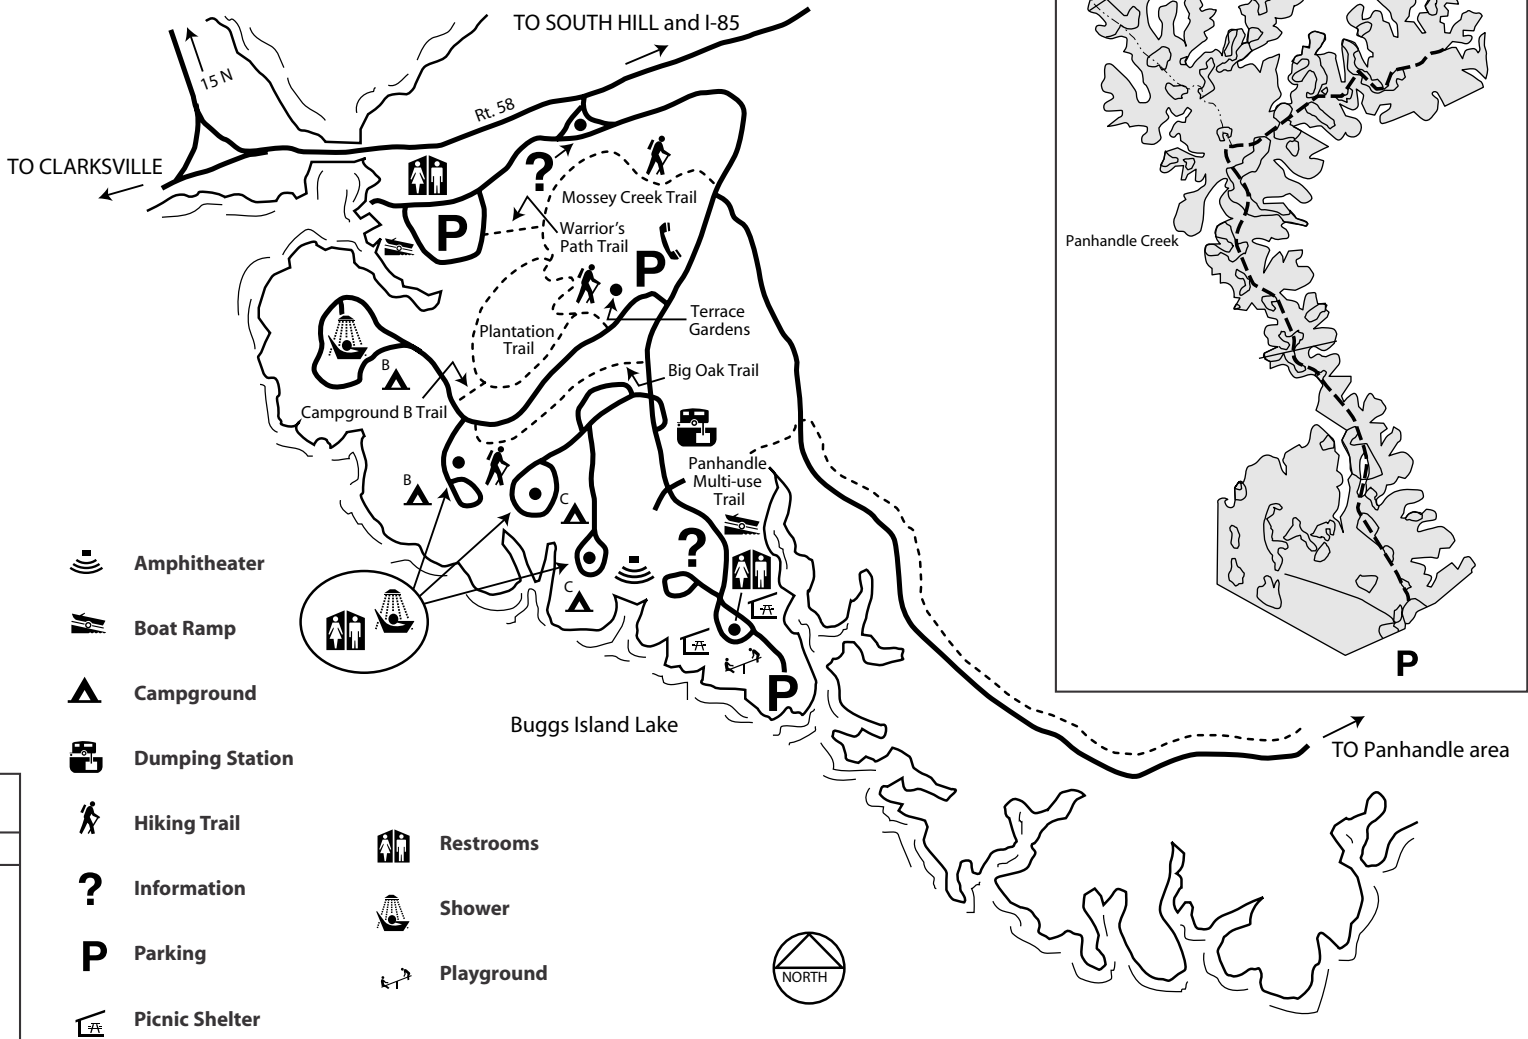 TO SOUTH HILL and I-85
15 N
Rt. 58
TO CLARKSVILLE
?
Mossey Creek Trail
P
Warrior's
Path Trail
P
Panhandle Creek
Terrace
Gardens
Plantation
Trail
B
Big Oak Trail
Campground B Trail
Panhandle
Multi-use
Trail
B
C
?
C
P
P
Buggs Island Lake
TO Panhandle area
Amphitheater
Boat Ramp
Campground
Dumping Station
Hiking Trail
? Information
P Parking
Picnic Shelter
Restrooms
Shower
Playground
NORTH